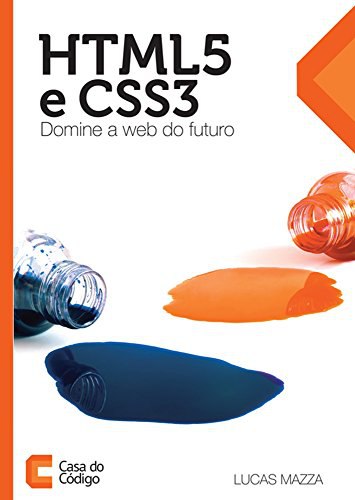 HTML5
e CSS3
Domine a web do futuro
Casa do
Código
LUCAS MAZZA